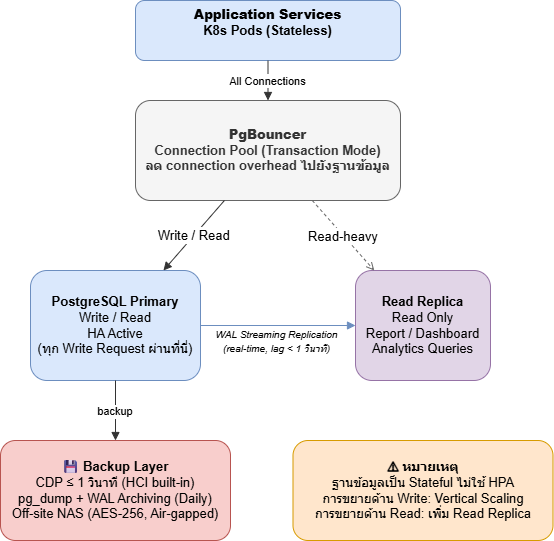 Application Services
K8s Pods (Stateless)
All Connections
PgBouncer
Connection Pool (Transaction Mode)
ลด connection overhead ไปยังฐานข้อมูล
Write / Read
Read-heavy
PostgreSQL Primary
Write / Read
HA Active
(ทุก Write Request ผ่านที่นี่)
WAL Streaming Replication
(real-time, lag < 1 วินาที)
Read Replica
Read Only
Report / Dashboard
Analytics Queries
backup
💾 Backup Layer
CDP ≤ 1 วินาที (HCI built-in)
pg_dump + WAL Archiving (Daily)
Off-site NAS (AES-256, Air-gapped)
⚠ หมายเหตุ
ฐานข้อมูลเป็น Stateful ไม่ใช้ HPA
การขยายด้าน Write: Vertical Scaling
การขยายด้าน Read: เพิ่ม Read Replica